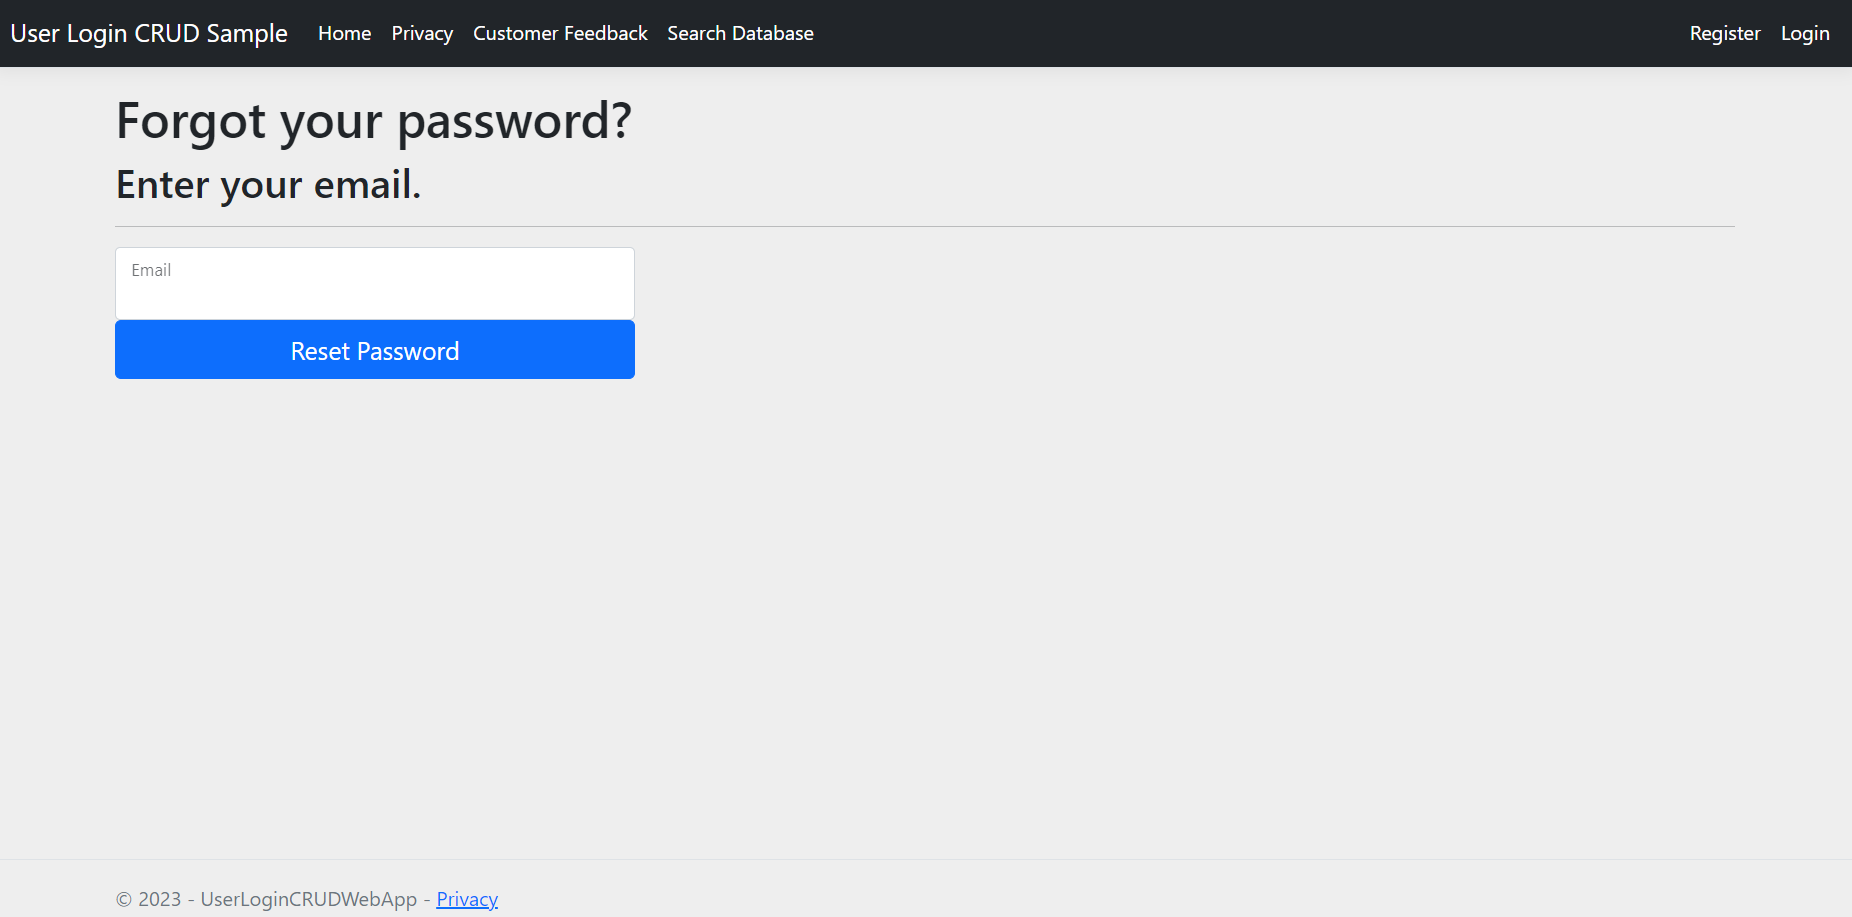 User Login CRUD Sample Home Privacy Customer Feedback Search Database Register Login
Forgot your password?
Enter your email.
Email
Reset Password
© 2023 - UserLoginCRUDWebApp - Privacy